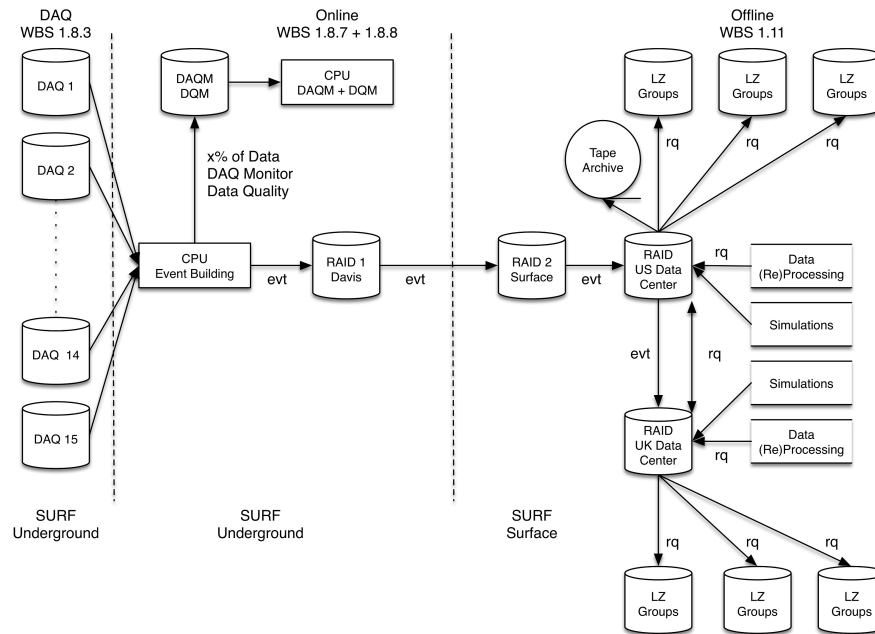 DAQ
WBS 1.8.3
Online
WBS 1.8.7 + 1.8.8
Offline
WBS 1.11
DAQ 1
DAQ 2
DAQ 14
DAQ 15
DAQM
DQM
CPU
DAQM + DQM
x% of Data
DAQ Monitor
Data Quality
CPU
Event Building
evt
RAID 1
Davis
evt
RAID 2
Surface
evt
LZ
Groups
LZ
Groups
LZ
Groups
rq
rq
rq
Tape
Archive
RAID
US Data
Center
rq
Data
(Re)Processing
Simulations
evt
rq
Simulations
RAID
UK Data
Center
rq
Data
(Re)Processing
SURF
Underground
SURF
Underground
SURF
Surface
rq
rq
rq
LZ
Groups
LZ
Groups
LZ
Groups